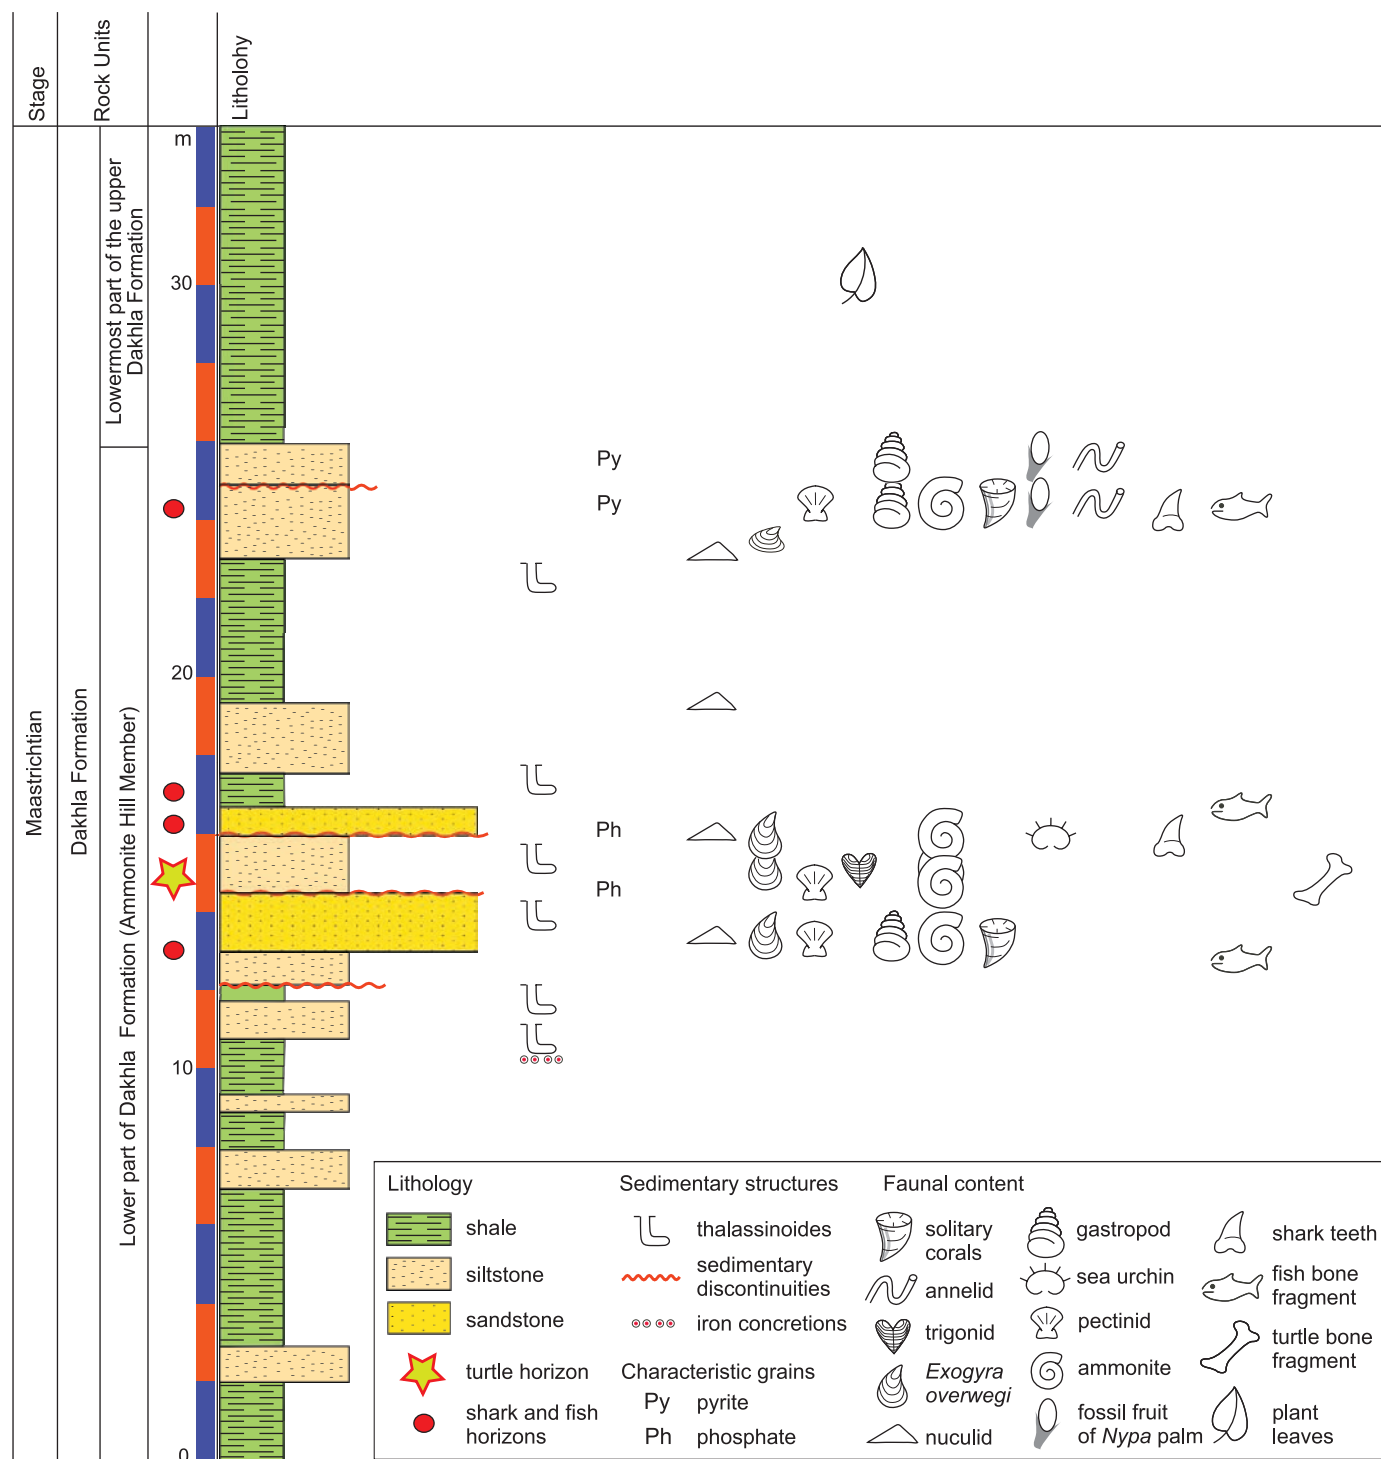 Stage
Rock Units
Litholohy
m
30
20
10
0
Maastrichtian
Dakhla Formation
Lowermost part of the upper
Dakhla Formation
Lower part of Dakhla Formation (Ammonite Hill Member)
Py
Py
Ph
Ph
Lithology
shale
siltstone
sandstone
turtle horizon
shark and fish
horizons
Sedimentary structures
thalassinoides
sedimentary
discontinuities
iron concretions
Characteristic grains
Py pyrite
Ph phosphate
Faunal content
solitary
corals
annelid
trigonid
Exogyra
overwegi
nuculid
gastropod
sea urchin
pectinid
ammonite
fossil fruit
of Nypa palm
shark teeth
fish bone
fragment
turtle bone
fragment
plant
leaves